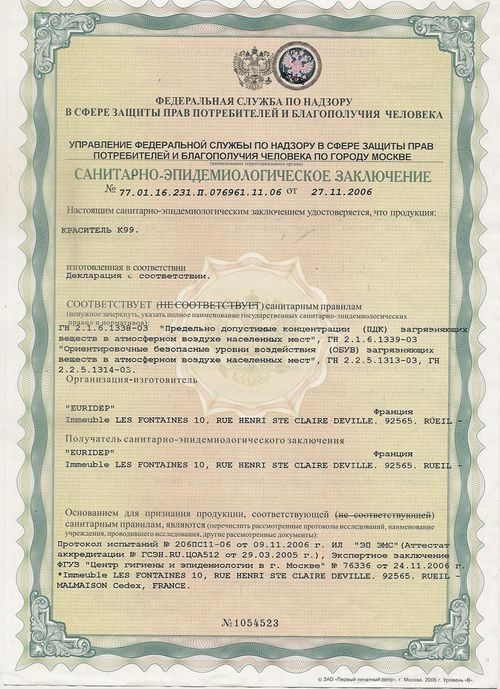 ФЕДЕРАЛЬНАЯ СЛУЖБА ПО НАДЗОРУ
В СФЕРЕ ЗАЩИТЫ ПРАВ ПОТРЕБИТЕЛЕЙ И БЛАГОПОЛУЧИЯ ЧЕЛОВЕКА
УПРАВЛЕНИЕ ФЕДЕРАЛЬНОЙ СЛУЖБЫ ПО НАДЗОРУ В СФЕРЕ ЗАЩИТЫ ПРАВ
ПОТРЕБИТЕЛЕЙ И БЛАГОПОЛУЧИЯ ЧЕЛОВЕКА ПО ГОРОДУ МОСКВЕ
(наименование территориального органа)
САНИТАРНО-ЭПИДЕМИОЛОГИЧЕСКОЕ ЗАКЛЮЧЕНИЕ
№ 77.01.16.231.П.076961.11.06 от 27.11.2006
Настоящим санитарно-эпидемиологическим заключением удостоверяется, что продукция:
КРАСИТЕЛЬ К99.
изготовленная в соответствии
Декларация о соответствии.
СООТВЕТСТВУЕТ (НЕ СООТВЕТСТВУЕТ) санитарным правилам
(ненужное зачеркнуть, указать полное наименование государственных санитарно-эпидемиологических
правил и нормативов):
ГН 2.1.6.1338-03 "Предельно допустимые концентрации (ПДК) загрязняющих
веществ в атмосферном воздухе населенных мест", ГН 2.1.6.1339-03
"Ориентировочные безопасные уровни воздействия (ОБУВ) загрязняющих
веществ в атмосферном воздухе населенных мест", ГН 2.2.5.1313-03, ГН
2.2.5.1314-03.
Организация-изготовитель
"EURIDEP" Франция
Immeuble LES FONTAINES 10, RUE HENRI STE CLAIRE DEVILLE. 92565. RUEIL -
Получатель санитарно-эпидемиологического заключения
"EURIDEP" Франция
Immeuble LES FONTAINES 10, RUE HENRI STE CLAIRE DEVILLE. 92565. RUEIL -
Основанием для признания продукции, соответствующей (не соответствующей)
санитарным правилам, являются (перечислить рассмотренные протоколы исследований, наименование
учреждения, проводившего исследования, другие рассмотренные документы):
Протокол испытаний № 206ПС11-06 от 09.11.2006 г. ИЛ "ЭП ЭМС"(Аттестат
аккредитации № ГСЭН.RU.ЦОА512 от 29.03.2005 г.), Экспертное заключение
ФГУЗ "Центр гигиены и эпидемиологии в г. Москве" № 76336 от 24.11.2006 г.
*Immeuble LES FONTAINES 10, RUE HENRI STE CLAIRE DEVILLE. 92565. RUEIL -
MALMAISON Cedex, FRANCE.
№1054523
© ЗАО «Первый печатный двор», г. Москва. 2006 г. Уровень «В».